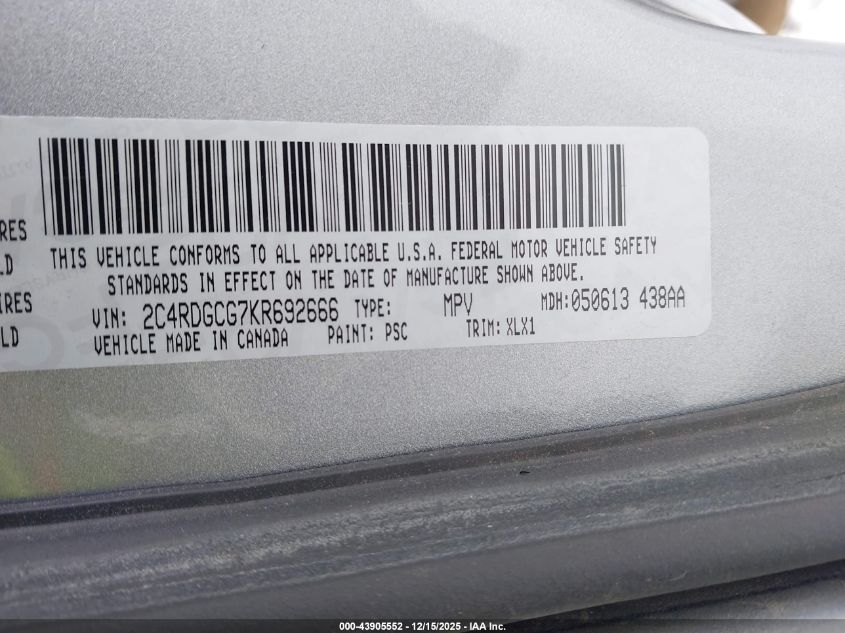 THIS VEHICLE CONFORMS TO ALL APPLICABLE U.S.A. FEDERAL MOTOR VEHICLE SAFETY
STANDARDS IN EFFECT ON THE DATE OF MANUFACTURE SHOWN ABOVE.
VIN: 2C4RDGCG7KR692666 TYPE: MPV MDH:050613 438AA
VEHICLE MADE IN CANADA PAINT: PSC TRIM: XLX1
000-43905552 - 12/15/2025 - IAA Inc.